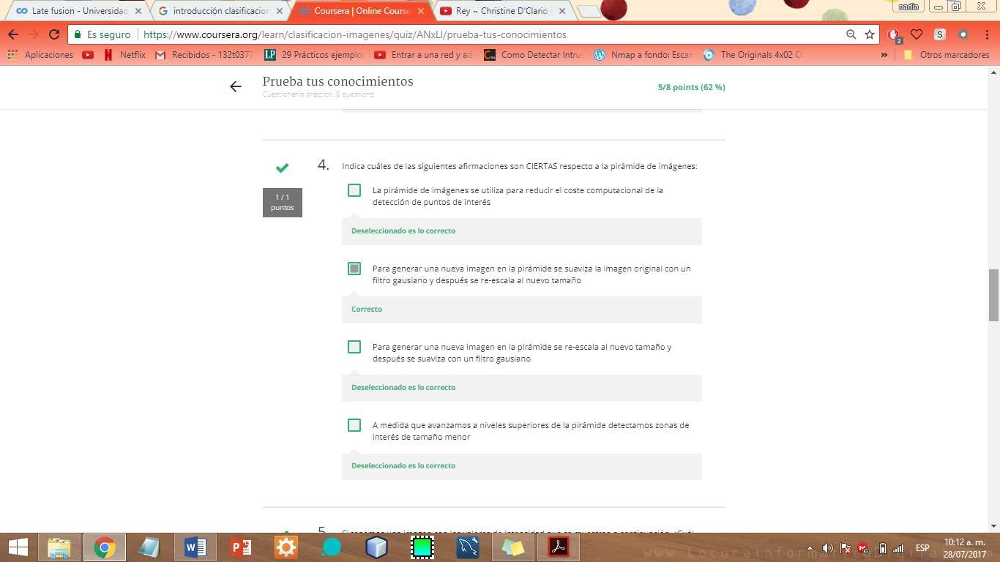 nadia
Late fusion - Universidad
introducción clasificacion
Coursera | Online Course
Rey ~ Christine D'Clario (
Es seguro
https://www.coursera.org/learn/clasificacion-imagenes/quiz/ANxLI/prueba-tus-conocimientos
2
S
Aplicaciones
Netflix
Recibidos - 132t0377
LP 29 Prácticos ejemplo
Entrar a una red y ad
Como Detectar Intrus
Nmap a fondo: Escan
The Originals 4x02 O
»
Otros marcadores
Prueba tus conocimientos
Cuestionario práctico, 8 questions
5/8 points (62 %)
4.
Indica cuáles de las siguientes afirmaciones son CIERTAS respecto a la pirámide de imágenes:
1 / 1
puntos
La pirámide de imágenes se utiliza para reducir el coste computacional de la
detección de puntos de interés
Deseleccionado es lo correcto
Para generar una nueva imagen en la pirámide se suaviza la imagen original con un
filtro gausiano y después se re-escala al nuevo tamaño
Correcto
Para generar una nueva imagen en la pirámide se re-escala al nuevo tamaño y
después se suaviza con un filtro gausiano
Deseleccionado es lo correcto
A medida que avanzamos a niveles superiores de la pirámide detectamos zonas de
interés de tamaño menor
Deseleccionado es lo correcto
5.
ESP
10:12 a. m.
28/07/2017